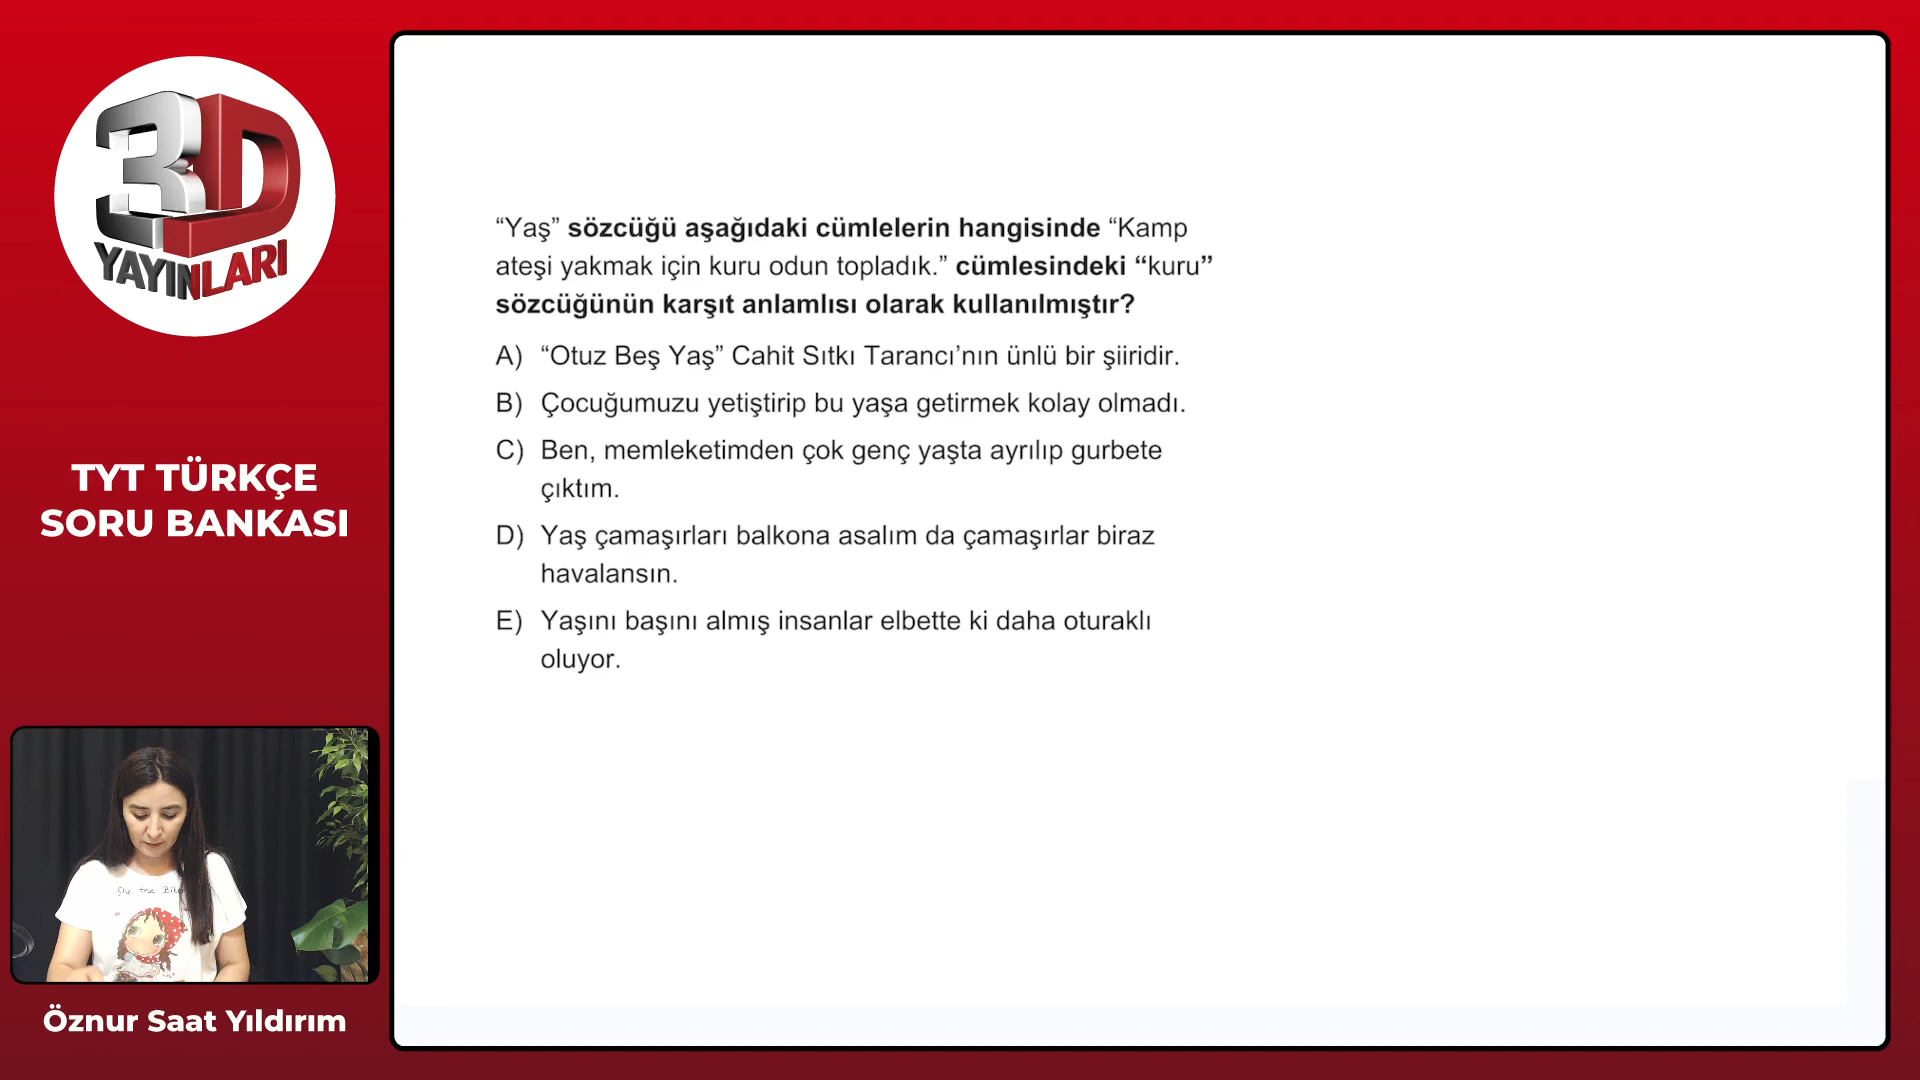 3D
YAYINLARI
TYT TÜRKÇE
SORU BANKASI
Öznur Saat Yıldırım
“Yaş” sözcüğü aşağıdaki cümlelerin hangisinde “Kamp
ateşi yakmak için kuru odun topladık.” cümlesindeki “kuru”
sözcüğünün karşıt anlamlısı olarak kullanılmıştır?
A) “Otuz Beş Yaş” Cahit Sıtkı Tarancı’nın ünlü bir şiiridir.
B) Çocuğumuzu yetiştirip bu yaşa getirmek kolay olmadı.
C) Ben, memleketimden çok genç yaşta ayrılıp gurbete
çıktım.
D) Yaş çamaşırları balkona asalım da çamaşırlar biraz
havalansın.
E) Yaşını başını almış insanlar elbette ki daha oturaklı
oluyor.